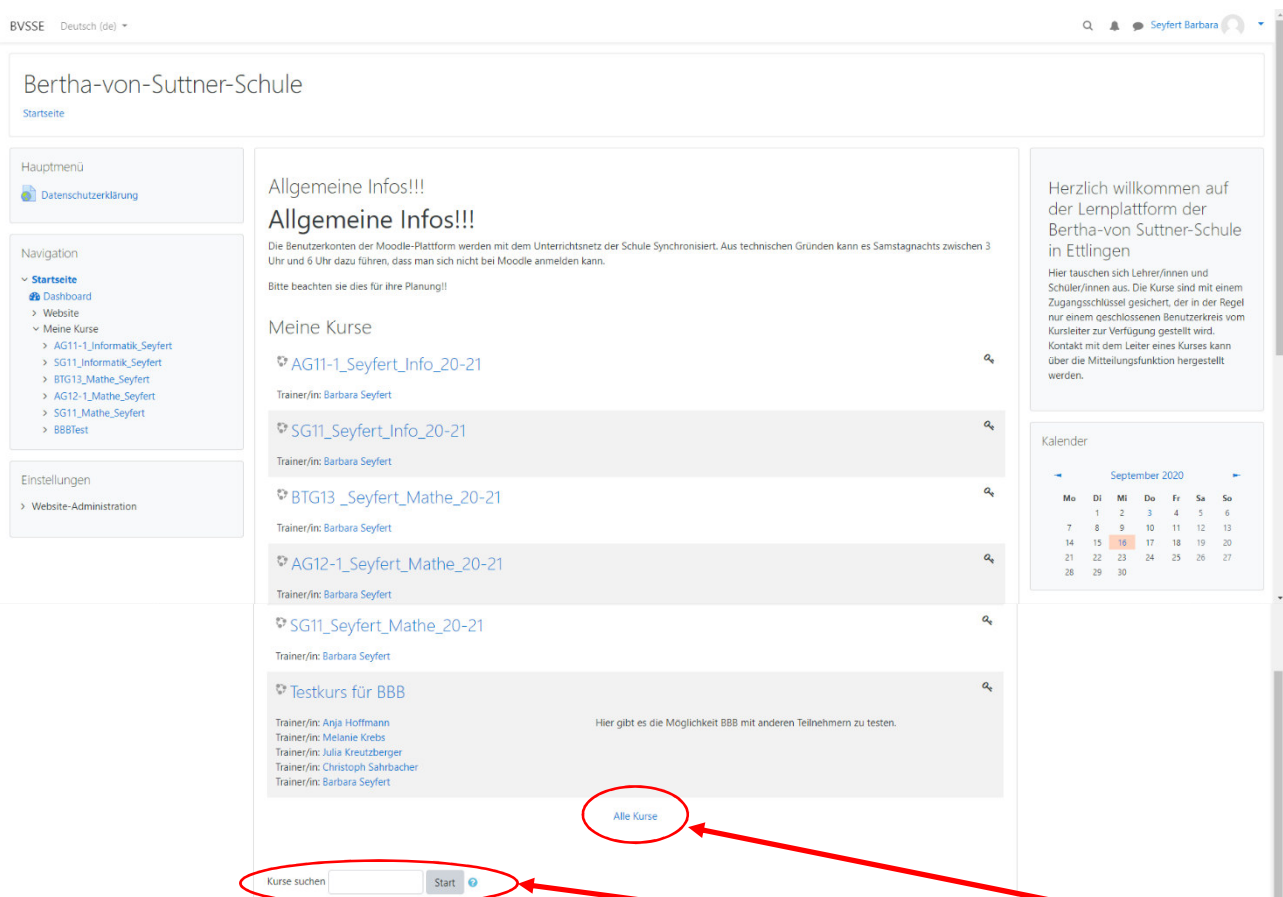 BVSSE Deutsch (de)
Seyfert Barbara
Bertha-von-Suttner-Schule
Startseite
Hauptmenü
Datenschutzerklärung
Navigation
Startseite
Dashboard
Website
Meine Kurse
AG11-1_Informatik_Seyfert
SG11_Informatik_Seyfert
BTG13_Mathe_Seyfert
AG12-1_Mathe_Seyfert
SG11_Mathe_Seyfert
BBBTest
Einstellungen
Website-Administration
Allgemeine Infos!!!
Allgemeine Infos!!!
Die Benutzerkonten der Moodle-Plattform werden mit dem Unterrichtsnetz der Schule Synchronisiert. Aus technischen Gründen kann es Samstagnachts zwischen 3
Uhr und 6 Uhr dazu führen, dass man sich nicht bei Moodle anmelden kann.
Bitte beachten sie dies für ihre Planung!!
Meine Kurse
AG11-1_Seyfert_Info_20-21
Trainer/in: Barbara Seyfert
SG11_Seyfert_Info_20-21
Trainer/in: Barbara Seyfert
BTG13 _Seyfert_Mathe_20-21
Trainer/in: Barbara Seyfert
AG12-1_Seyfert_Mathe_20-21
Trainer/in: Barbara Seyfert
SG11_Seyfert_Mathe_20-21
Trainer/in: Barbara Seyfert
Testkurs für BBB
Trainer/in: Anja Hoffmann
Trainer/in: Melanie Krebs
Trainer/in: Julia Kreutzberger
Trainer/in: Christoph Sahrbacher
Trainer/in: Barbara Seyfert
Hier gibt es die Möglichkeit BBB mit anderen Teilnehmern zu testen.
Alle Kurse
Kurse suchen Start
Herzlich willkommen auf
der Lernplattform der
Bertha-von Suttner-Schule
in Ettlingen
Hier tauschen sich Lehrer/innen und
Schüler/innen aus. Die Kurse sind mit einem
Zugangsschlüssel gesichert, der in der Regel
nur einem geschlossenen Benutzerkreis vom
Kursleiter zur Verfügung gestellt wird.
Kontakt mit dem Leiter eines Kurses kann
über die Mitteilungsfunktion hergestellt
werden.
Kalender
◄ September 2020 ►
Mo Di Mi Do Fr Sa So
1 2 3 4 5 6
7 8 9 10 11 12 13
14 15 16 17 18 19 20
21 22 23 24 25 26 27
28 29 30